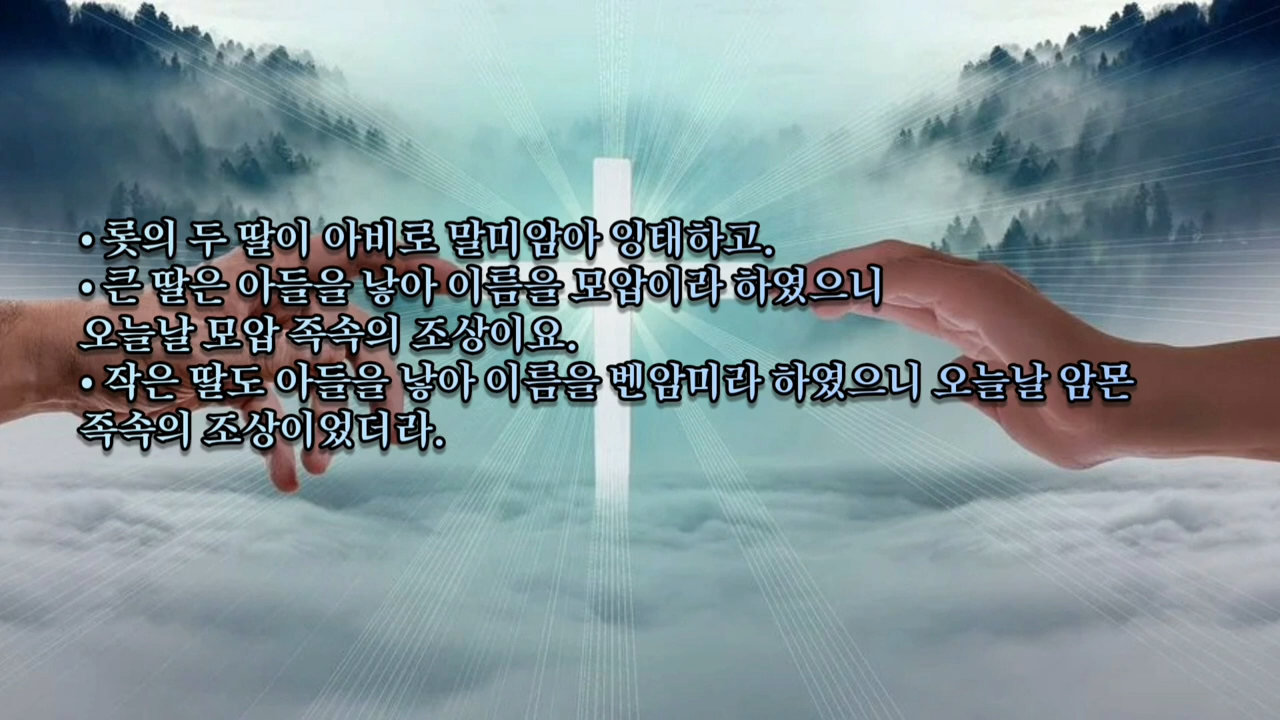 • 롯의 두 딸이 아비로 말미암아 잉태하고.
• 큰 딸은 아들을 낳아 이름을 모압이라 하였으니
오늘날 모압 족속의 조상이요.
• 작은 딸도 아들을 낳아 이름을 벤암미라 하였으니 오늘날 암몬
족속의 조상이었더라.